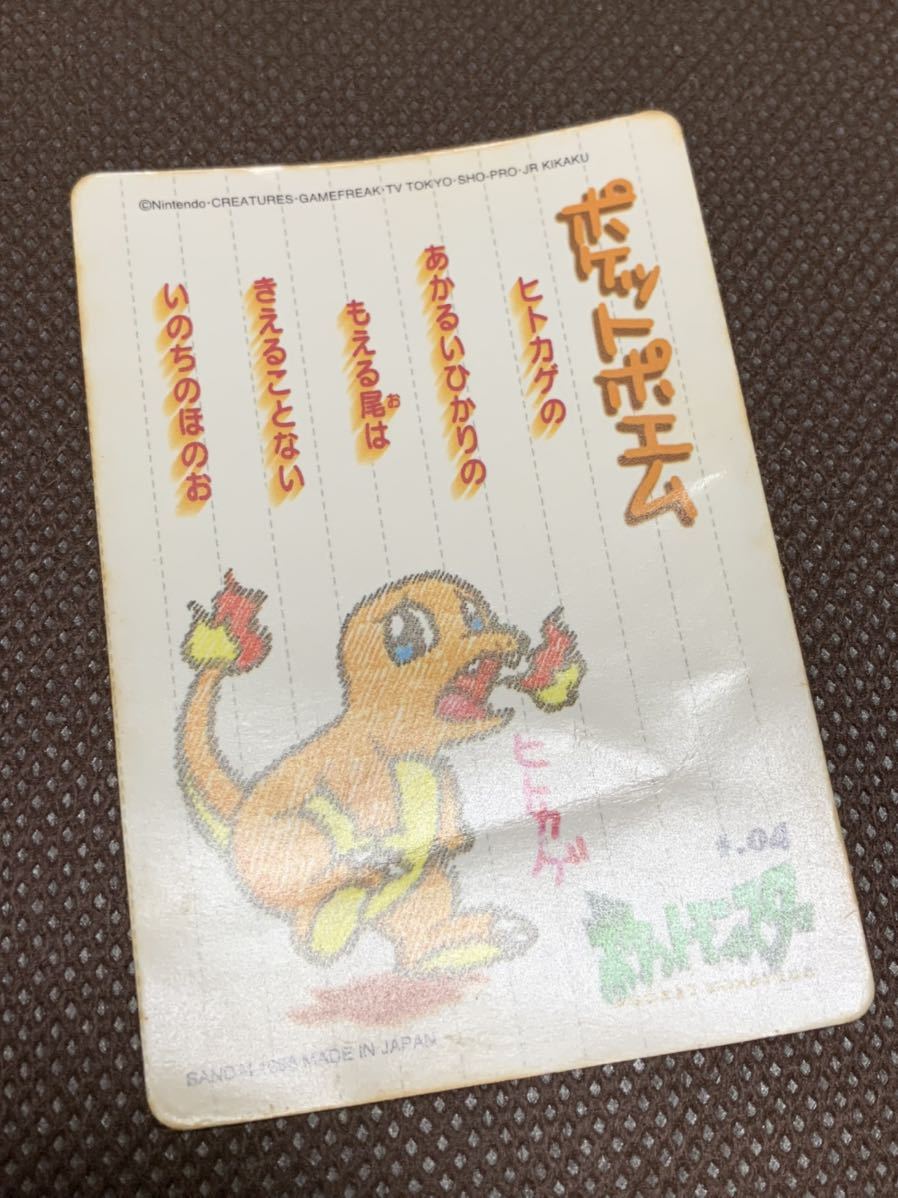 ©Nintendo･CREATURES･GAMEFREAK･TV TOKYO･SHO-PRO･JR KIKAKU
ポケットポエム
ヒトカゲの
あかるいひかりの
もえる尾は
お
きえることない
いのちのほのお
ヒトカゲ
.04
ポケットモンスター
MADE IN JAPAN